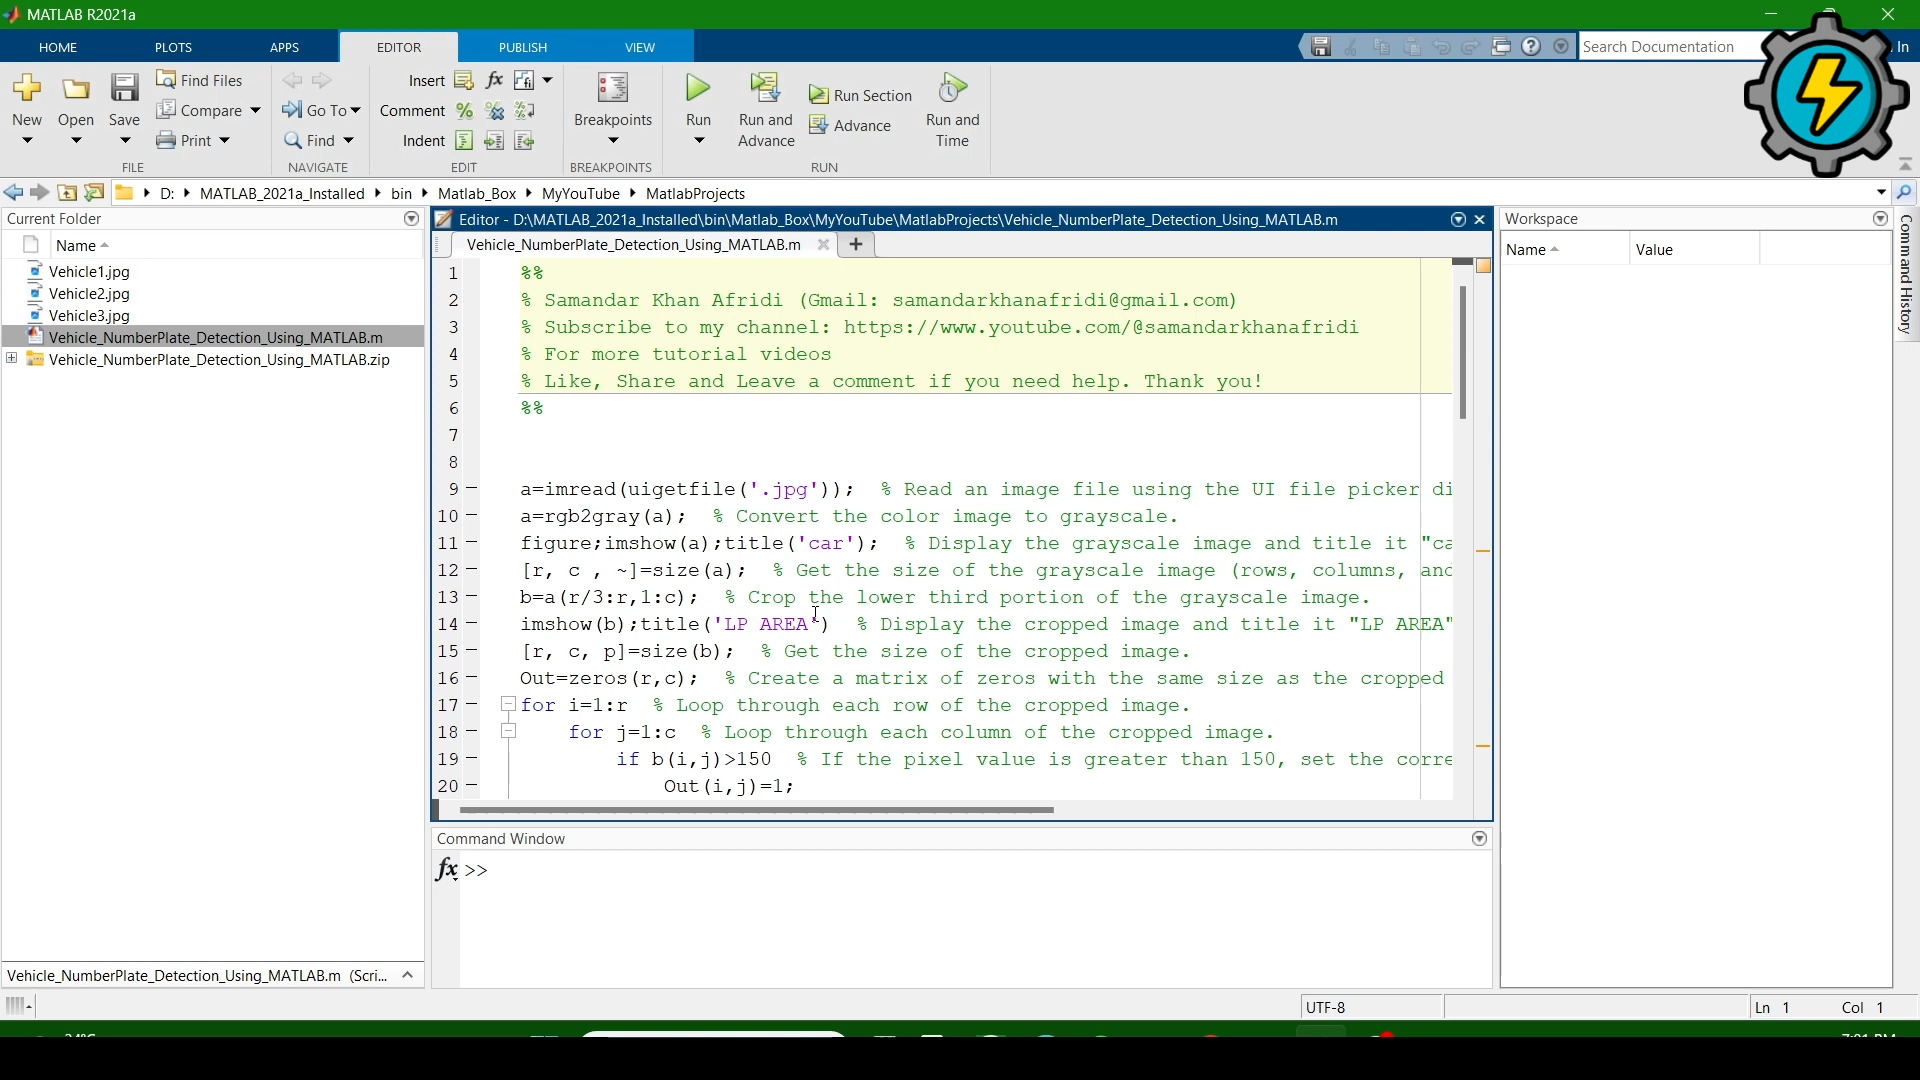 MATLAB R2021a
HOME
PLOTS
APPS
EDITOR
PUBLISH
VIEW
Search Documentation
In
New
Open
Save
Find Files
Compare
Print
FILE
Go To
Find
NAVIGATE
Insert
fx
Comment
Indent
EDIT
Breakpoints
BREAKPOINTS
Run
Run and Advance
Run Section
Advance
Run and Time
RUN
D: MATLAB_2021a_Installed bin Matlab_Box MyYouTube MatlabProjects
Current Folder
Name
Vehicle1.jpg
Vehicle2.jpg
Vehicle3.jpg
Vehicle_NumberPlate_Detection_Using_MATLAB.m
Vehicle_NumberPlate_Detection_Using_MATLAB.zip
Vehicle_NumberPlate_Detection_Using_MATLAB.m (Scri...
Editor - D:\MATLAB_2021a_Installed\bin\Matlab_Box\MyYouTube\MatlabProjects\Vehicle_NumberPlate_Detection_Using_MATLAB.m
Vehicle_NumberPlate_Detection_Using_MATLAB.m
1 %%
2 % Samandar Khan Afridi (Gmail: samandarkhanafridi@gmail.com)
3 % Subscribe to my channel: https://www.youtube.com/@samandarkhanafridi
4 % For more tutorial videos
5 % Like, Share and Leave a comment if you need help. Thank you!
6 %%
7
8
9 a=imread(uigetfile('.jpg')); % Read an image file using the UI file picker di
10 a=rgb2gray(a); % Convert the color image to grayscale.
11 figure;imshow(a);title('car'); % Display the grayscale image and title it "ca
12 [r, c , ~]=size(a); % Get the size of the grayscale image (rows, columns, and
13 b=a(r/3:r,1:c); % Crop the lower third portion of the grayscale image.
14 imshow(b);title('LP AREA') % Display the cropped image and title it "LP AREA"
15 [r, c, p]=size(b); % Get the size of the cropped image.
16 Out=zeros(r,c); % Create a matrix of zeros with the same size as the cropped
17 for i=1:r % Loop through each row of the cropped image.
18 for j=1:c % Loop through each column of the cropped image.
19 if b(i,j)>150 % If the pixel value is greater than 150, set the corre
20 Out(i,j)=1;
Command Window
fx >>
Workspace
Name
Value
Command History
UTF-8
Ln 1
Col 1